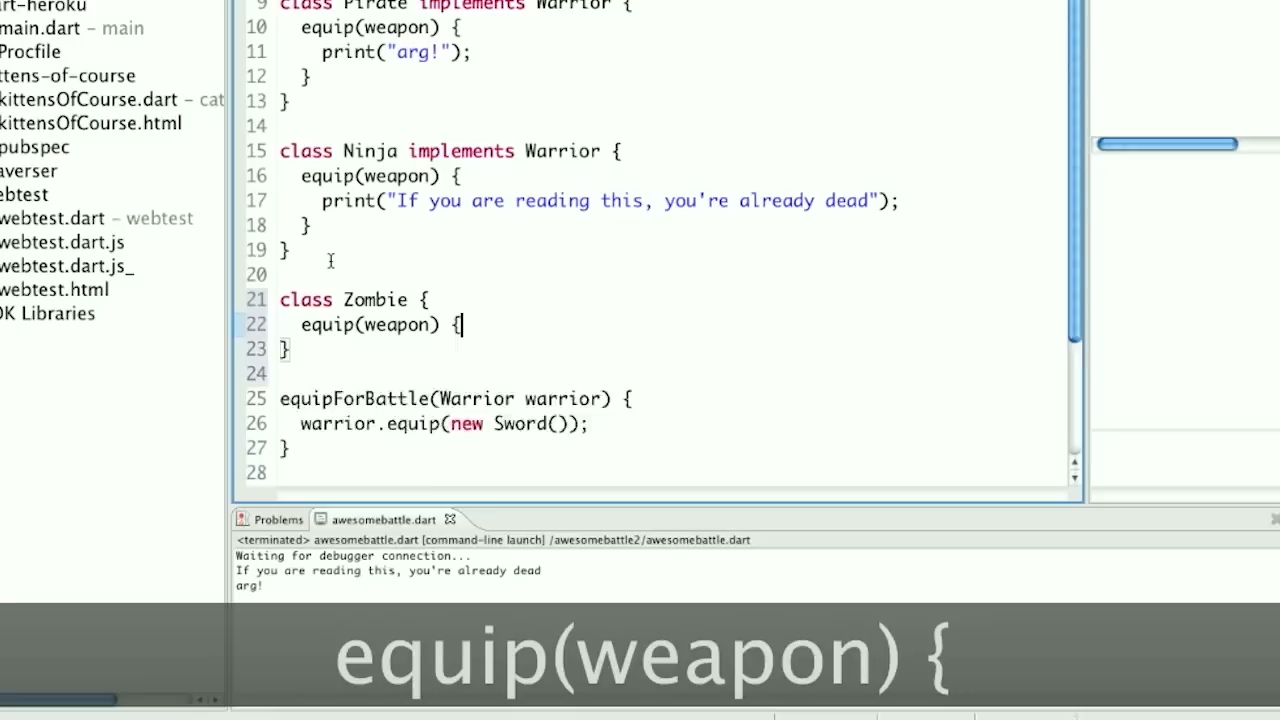 rt-heroku
main.dart – main
Procfile
ttens-of-course
kittensOfCourse.dart – cat
kittensOfCourse.html
pubspec
averser
ebtest
webtest.dart – webtest
webtest.dart.js
webtest.dart.js_
webtest.html
OK Libraries
9 class Pirate implements Warrior {
10 equip(weapon) {
11 print("arg!");
12 }
13 }
14
15 class Ninja implements Warrior {
16 equip(weapon) {
17 print("If you are reading this, you're already dead");
18 }
19 }
20
21 class Zombie {
22 equip(weapon) {
23 }
24
25 equipForBattle(Warrior warrior) {
26 warrior.equip(new Sword());
27 }
28
Problems awesomebattle.dart
<terminated> awesomebattle.dart [command-line launch] /awesomebattle2/awesomebattle.dart
Waiting for debugger connection...
If you are reading this, you're already dead
arg!
equip(weapon) {